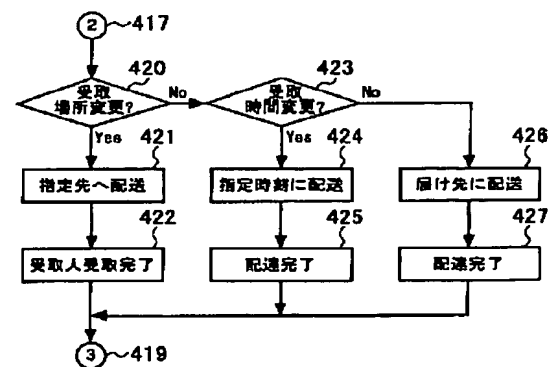 2 417
420
受取
場所変更?
No
423
受取
時間変更?
No
Yes 421
Yes 424
426
指定先へ配送
指定時刻に配送
届け先に配送
422
425
427
受取人受取完了
配達完了
配達完了
3 419